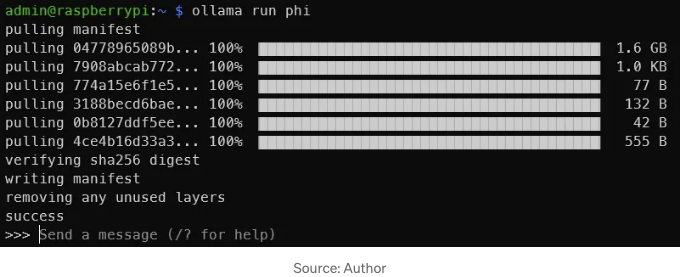 admin@raspberrypi:~ $ ollama run phi
pulling manifest
pulling 04778965089b... 100% 1.6 GB
pulling 7908abcab772... 100% 1.0 KB
pulling 774a15e6f1e5... 100% 77 B
pulling 3188becd6bae... 100% 132 B
pulling 0b8127ddf5ee... 100% 42 B
pulling 4ce4b16d33a3... 100% 555 B
verifying sha256 digest
writing manifest
removing any unused layers
success
>>> Send a message (/? for help)
Source: Author